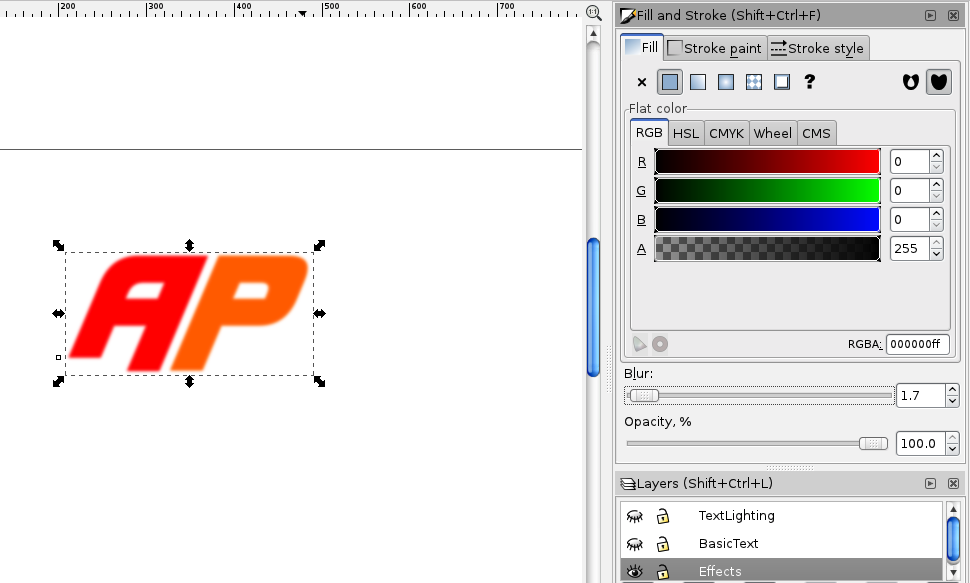 200 300 400 500 600 700
1:1
Fill and Stroke (Shift+Ctrl+F)
Fill Stroke paint Stroke style
?
Flat color
RGB HSL CMYK Wheel CMS
R 0
G 0
B 0
A 255
RGBA: 000000ff
AP
Blur:
1.7
Opacity, %
100.0
Layers (Shift+Ctrl+L)
TextLighting
BasicText
Effects